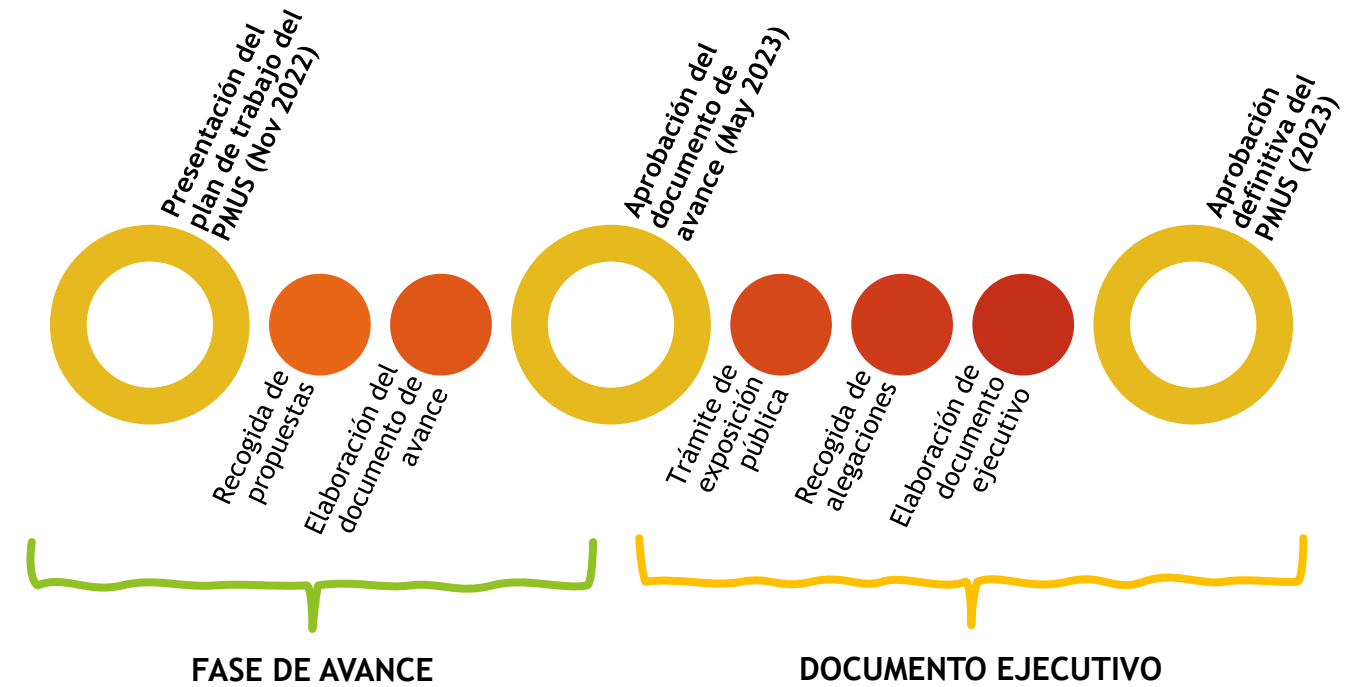 Presentación del
plan de trabajo del
PMUS (Nov 2022)
Recogida de
propuestas
Elaboración del
documento de
avance
Aprobación del
documento de
avance (May 2023)
Trámite de
exposición
pública
Recogida de
alegaciones
Elaboración de
documento
ejecutivo
Aprobación
definitiva del
PMUS (2023)
FASE DE AVANCE
DOCUMENTO EJECUTIVO